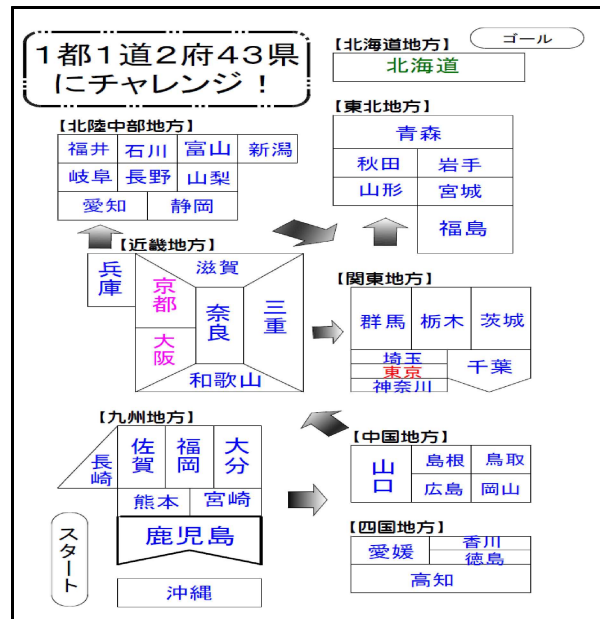 1都1道2府43県
にチャレンジ！
【北海道地方】
ゴール
北海道
【東北地方】
青森
秋田
岩手
山形
宮城
福島
【北陸中部地方】
福井
石川
富山
新潟
岐阜
長野
山梨
愛知
静岡
【近畿地方】
兵庫
滋賀
京都
奈良
三重
大阪
和歌山
【関東地方】
群馬
栃木
茨城
埼玉
東京
神奈川
千葉
【九州地方】
長崎
佐賀
福岡
大分
熊本
宮崎
鹿児島
沖縄
スタート
【中国地方】
山口
島根
鳥取
広島
岡山
【四国地方】
愛媛
香川
徳島
高知